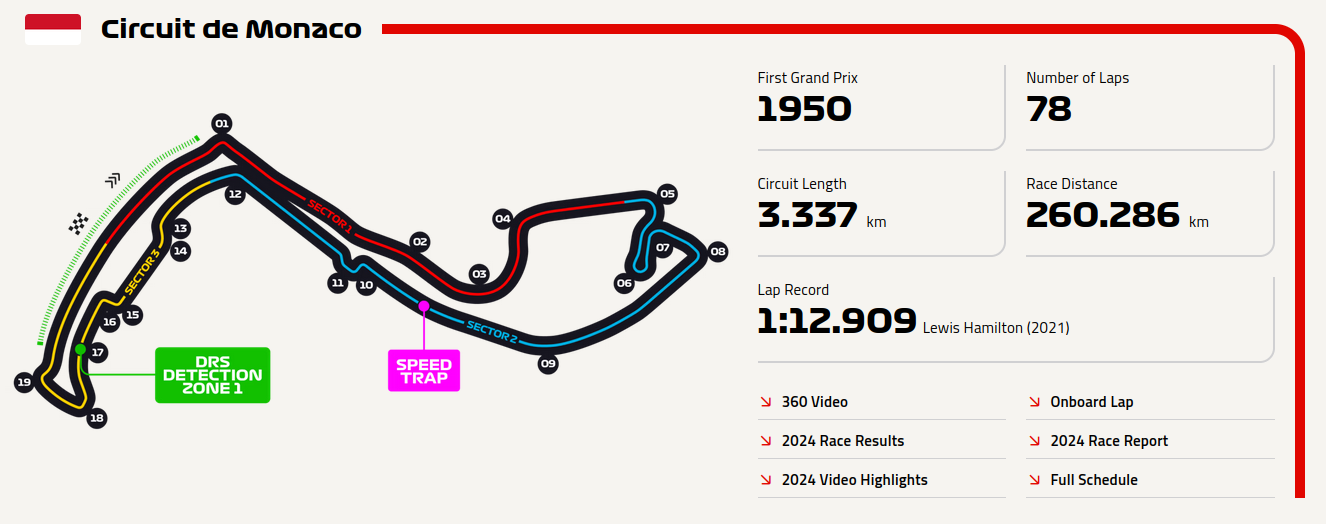 Circuit de Monaco
01
02
03
04
05
06
07
08
09
10
11
12
13
14
15
16
17
18
19
SECTOR 1
SECTOR 2
SECTOR 3
DRS
DETECTION
ZONE 1
SPEED
TRAP
First Grand Prix
1950
Number of Laps
78
Circuit Length
3.337 km
Race Distance
260.286 km
Lap Record
1:12.909 Lewis Hamilton (2021)
360 Video
Onboard Lap
2024 Race Results
2024 Race Report
2024 Video Highlights
Full Schedule